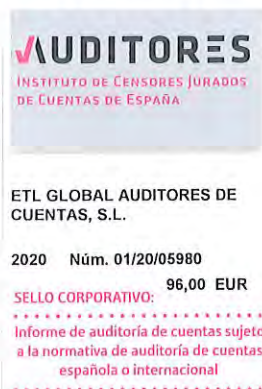 AUDITORES
INSTITUTO DE CENSORES JURADOS
DE CUENTAS DE ESPAÑA
ETL GLOBAL AUDITORES DE
CUENTAS, S.L.
2020 Núm. 01/20/05980
96,00 EUR
SELLO CORPORATIVO:
Informe de auditoría de cuentas sujeto
a la normativa de auditoría de cuentas
española o internacional